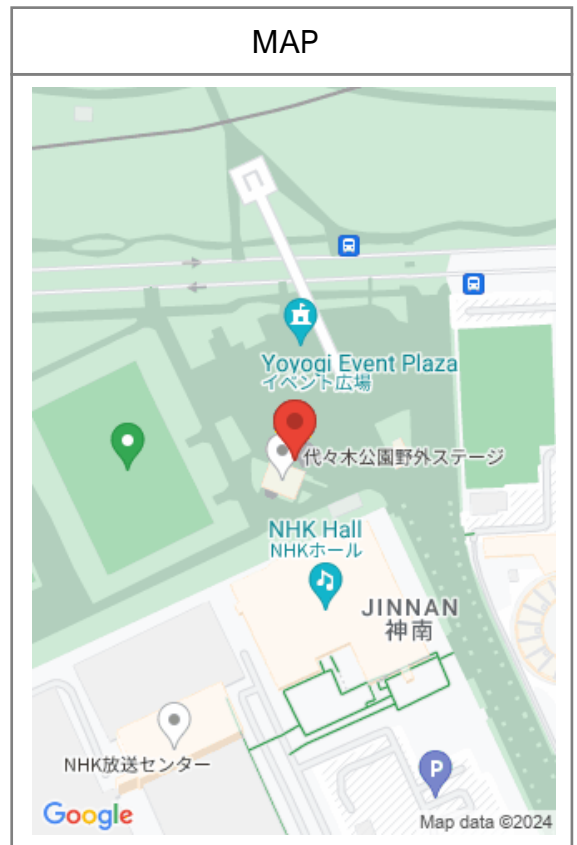 MAP
Yoyogi Event Plaza
イベント広場
代々木公園野外ステージ
NHK Hall
NHKホール
JINNAN
神南
NHK放送センター
P
Google
Map data ©2024